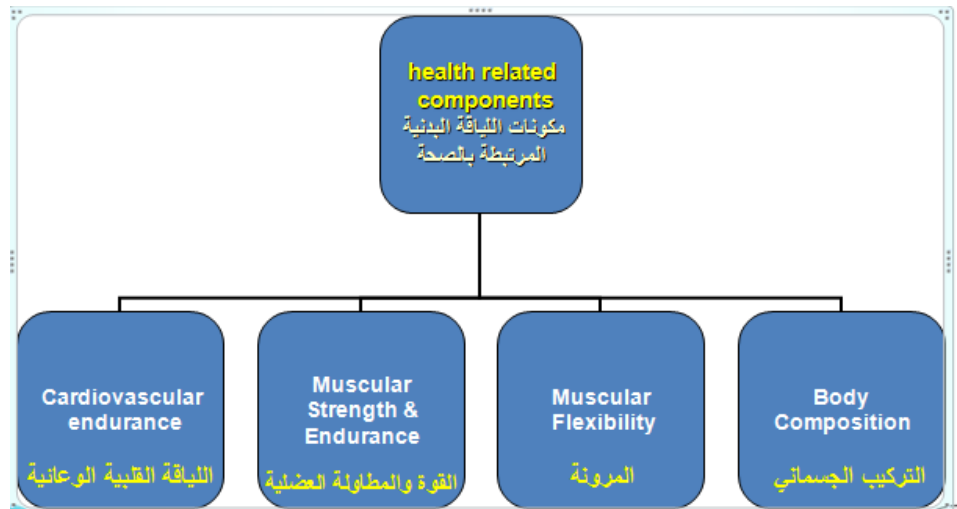 health related
components
مكونات اللياقة البدنية
المرتبطة بالصحة
Cardiovascular
endurance
اللياقة القلبية الوعائية
Muscular
Strength &
Endurance
القوة والمطاولة العضلية
Muscular
Flexibility
المرونة
Body
Composition
التركيب الجسماني